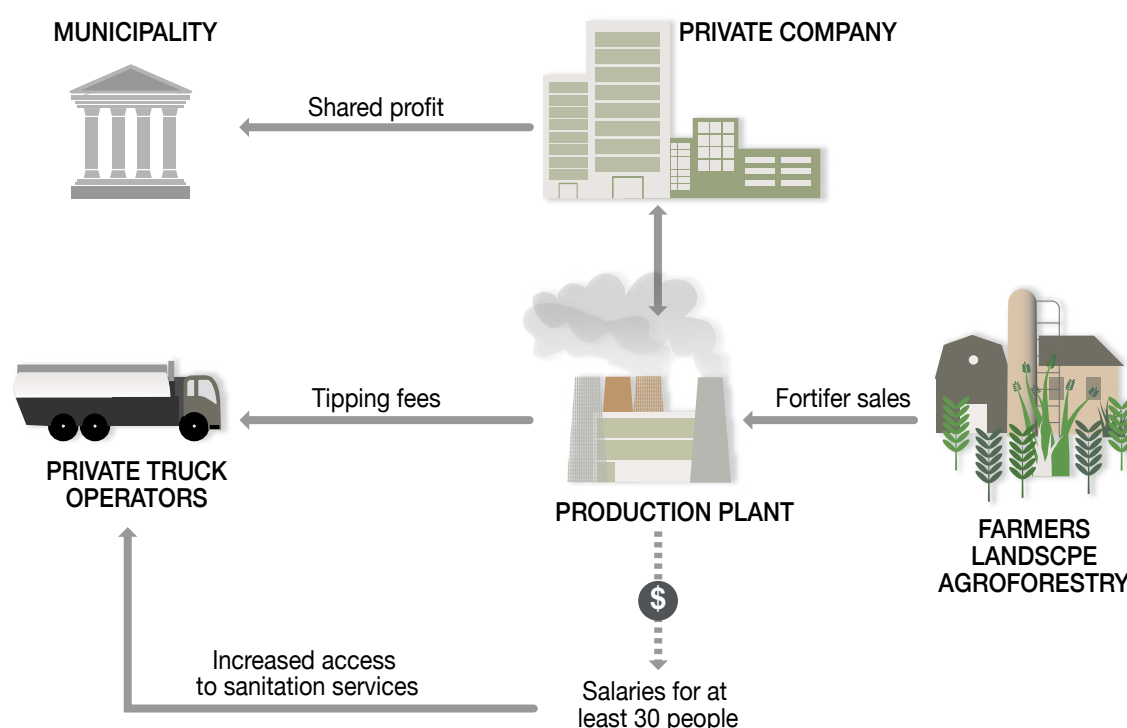 MUNICIPALITY
PRIVATE COMPANY
Shared profit
Tipping fees
Fortifer sales
PRIVATE TRUCK
OPERATORS
PRODUCTION PLANT
FARMERS
LANDSCPE
AGROFORESTRY
$
Increased access
to sanitation services
Salaries for at
least 30 people